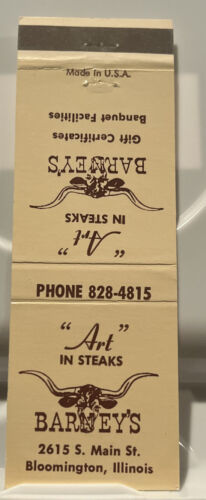 Made in U.S.A.
Banquet Facilities
Gift Certificates
BARNEY'S
IN STEAKS
"Art"
PHONE 828-4815
"Art"
IN STEAKS
BARNEY'S
2615 S. Main St.
Bloomington, Illinois